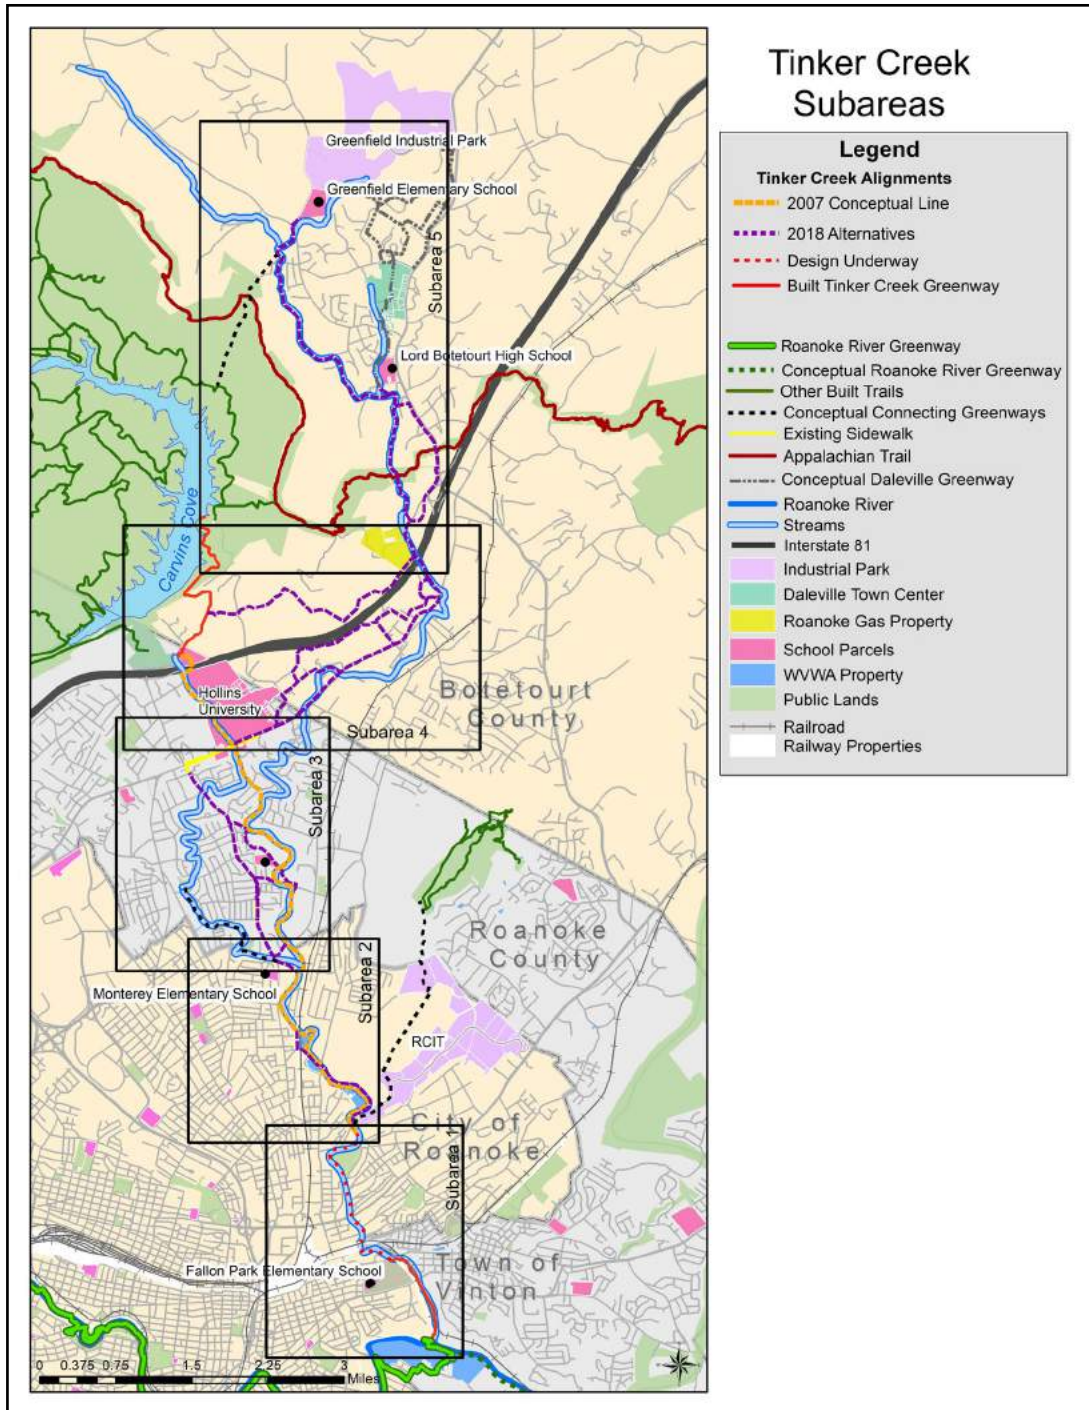 Tinker Creek
Subareas
Legend
Tinker Creek Alignments
2007 Conceptual Line
2018 Alternatives
Design Underway
Built Tinker Creek Greenway
Roanoke River Greenway
Conceptual Roanoke River Greenway
Other Built Trails
Conceptual Connecting Greenways
Existing Sidewalk
Appalachian Trail
Conceptual Daleville Greenway
Roanoke River
Streams
Interstate 81
Industrial Park
Daleville Town Center
Roanoke Gas Property
School Parcels
WVWA Property
Public Lands
Railroad
Railway Properties
Greenfield Industrial Park
Greenfield Elementary School
Subarea 5
Lord Botetourt High School
Carvins Cove
Hollins
University
Botetourt
County
Subarea 4
Subarea 3
Roanoke
County
Subarea 2
Monterey Elementary School
RCIT
City of
Roanoke
Subarea 1
Town of
Vinton
Fallon Park Elementary School
0 0.375 0.75 1.5 2.25 3
Miles